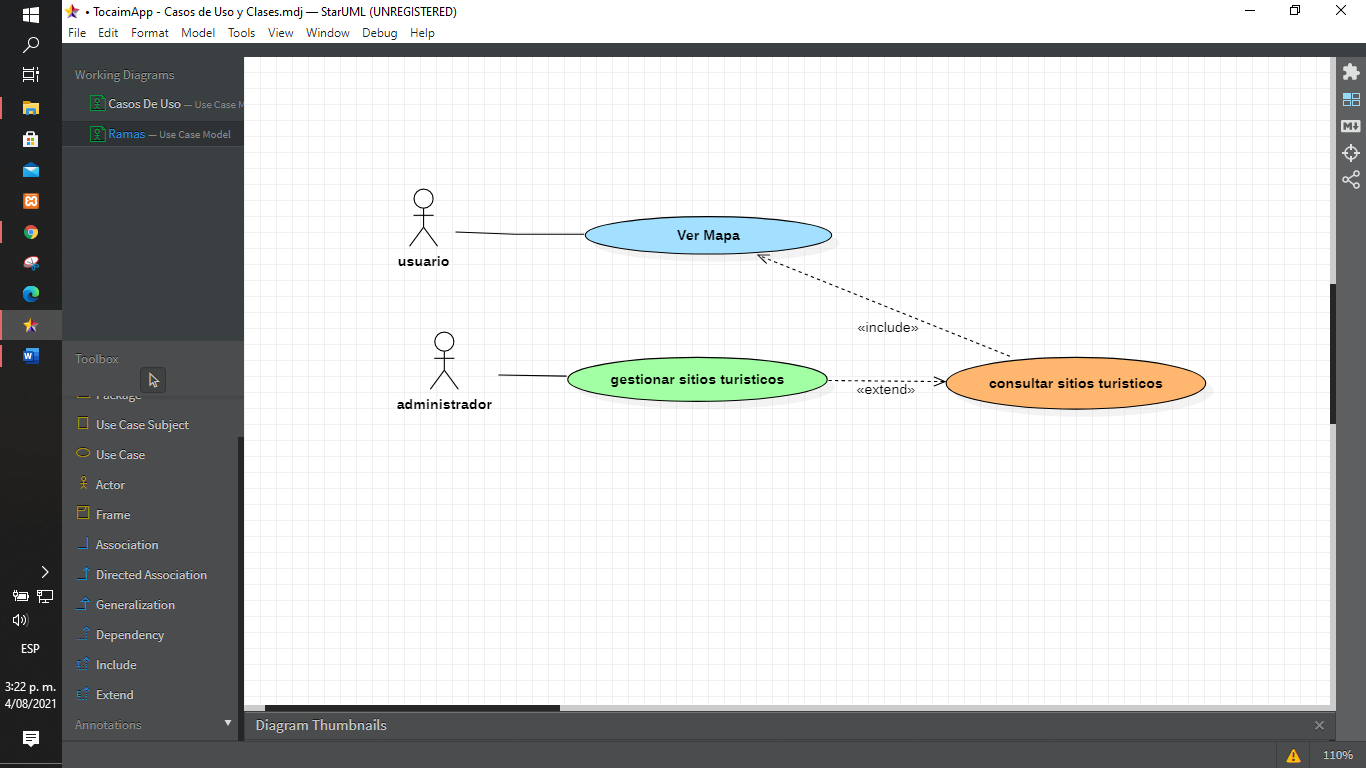 • TocaimApp - Casos de Uso y Clases.mdj — StarUML (UNREGISTERED)
File Edit Format Model Tools View Window Debug Help
Working Diagrams
Casos De Uso — Use Case M
Ramas — Use Case Model
Toolbox
Package
Use Case Subject
Use Case
Actor
Frame
Association
Directed Association
Generalization
Dependency
Include
Extend
Annotations
usuario
Ver Mapa
«include»
administrador
gestionar sitios turisticos
«extend»
consultar sitios turisticos
Diagram Thumbnails
110%
M
W
ESP
3:22 p. m.
4/08/2021